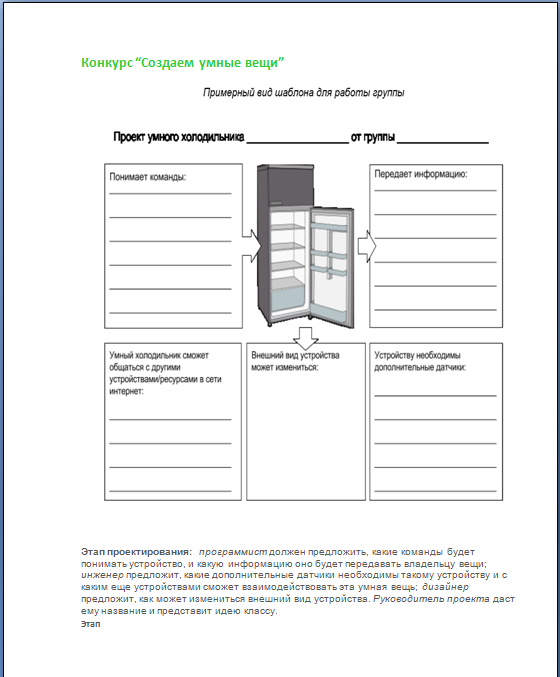 Конкурс “Создаем умные вещи”
Примерный вид шаблона для работы группы
Проект умного холодильника ____________________ от группы ________________
Понимает команды:
Передает информацию:
Умный холодильник сможет
общаться с другими
устройствами/ресурсами в сети
интернет:
Внешний вид устройства
может измениться:
Устройству необходимы
дополнительные датчики:
Этап проектирования: программист должен предложить, какие команды будет
понимать устройство, и какую информацию оно будет передавать владельцу вещи;
инженер предложит, какие дополнительные датчики необходимы такому устройству и с
каким еще устройствами сможет взаимодействовать эта умная вещь; дизайнер
предложит, как может измениться внешний вид устройства. Руководитель проекта даст
ему название и представит идею классу.
Этап